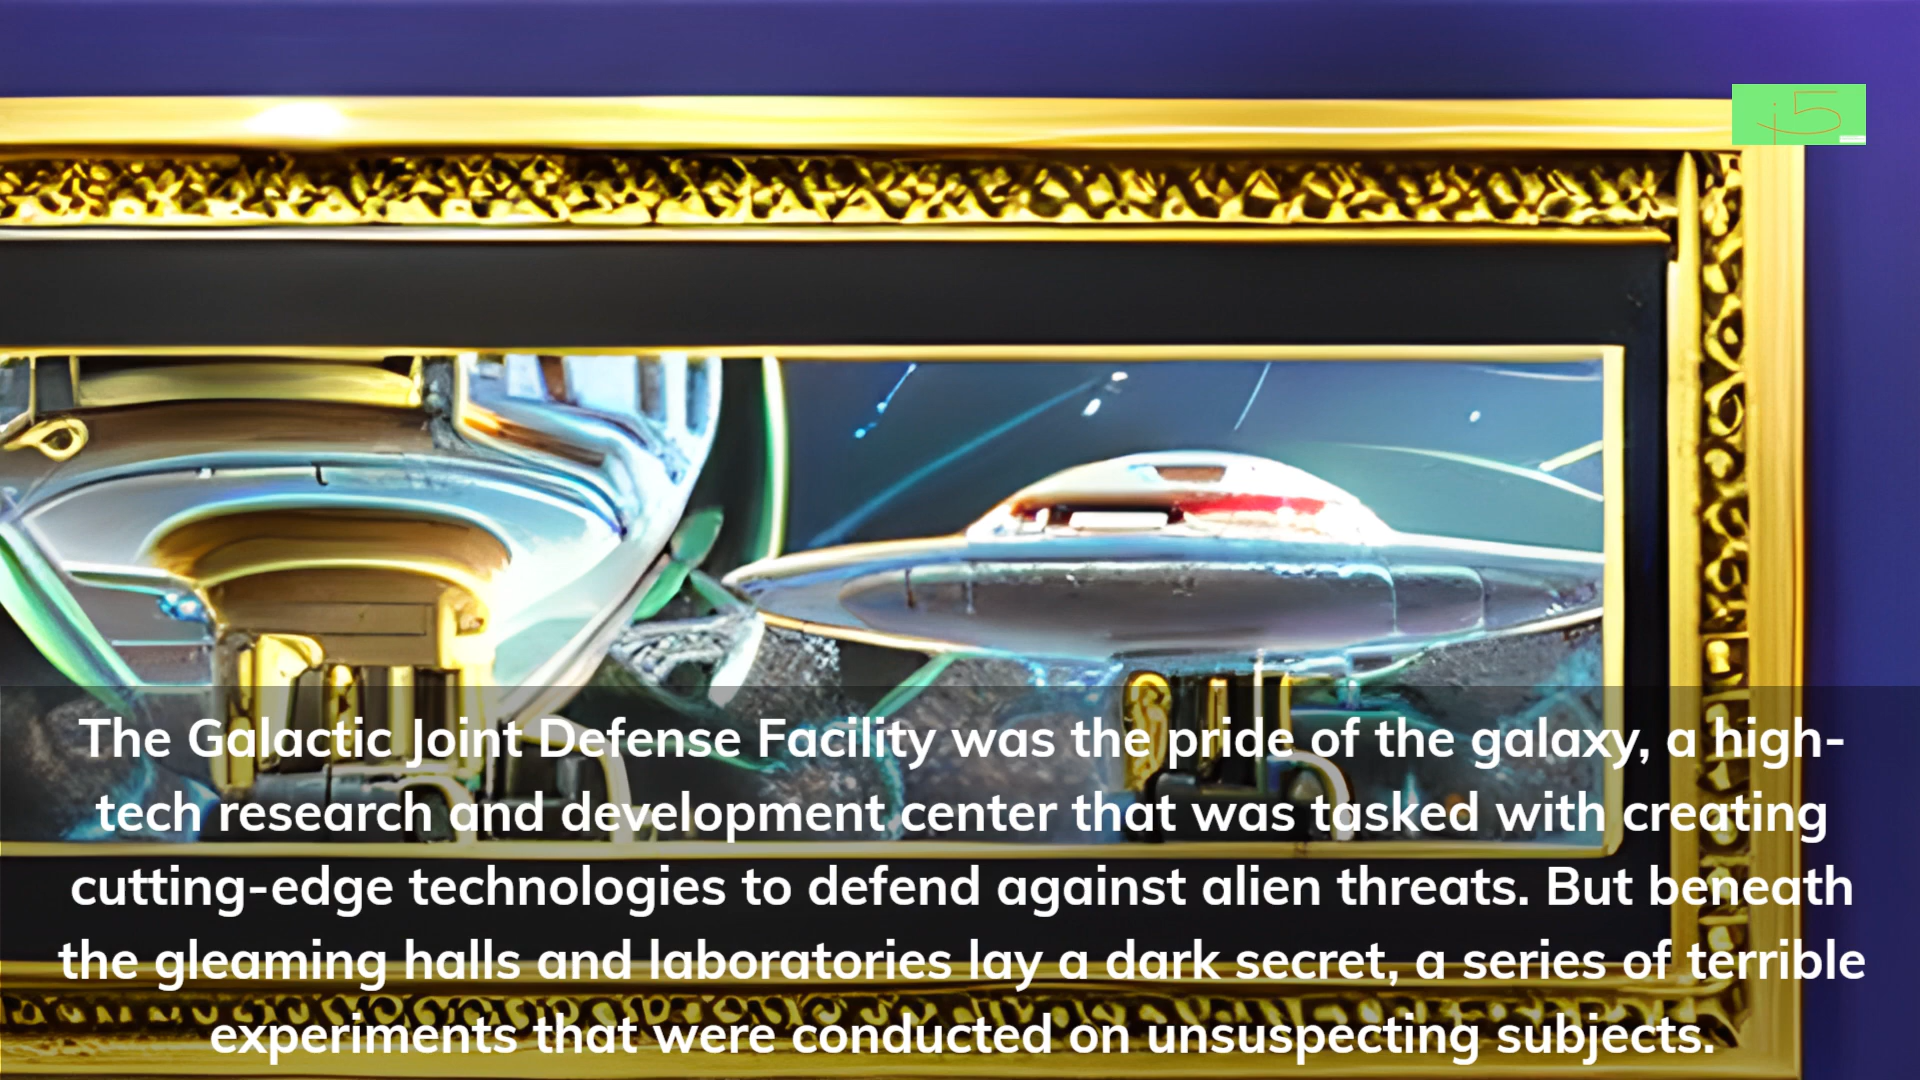 i5
The Galactic Joint Defense Facility was the pride of the galaxy, a high-
tech research and development center that was tasked with creating
cutting-edge technologies to defend against alien threats. But beneath
the gleaming halls and laboratories lay a dark secret, a series of terrible
experiments that were conducted on unsuspecting subjects.